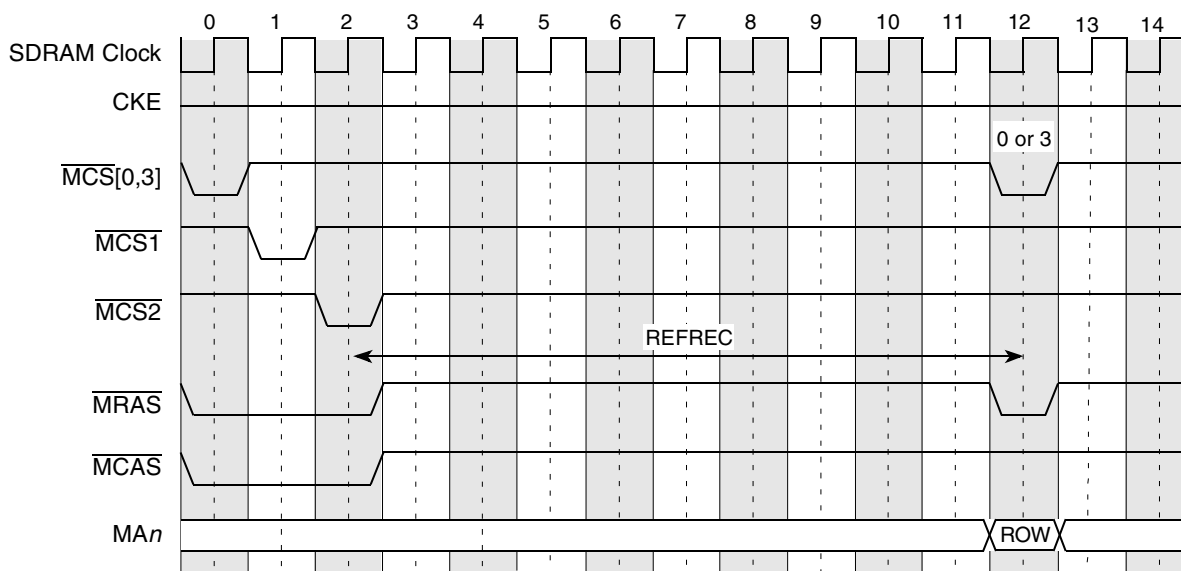 0 1 2 3 4 5 6 7 8 9 10 11 12 13 14
SDRAM Clock
CKE
0 or 3
MCS[0,3]
MCS1
MCS2
REFREC
MRAS
MCAS
MAn
ROW